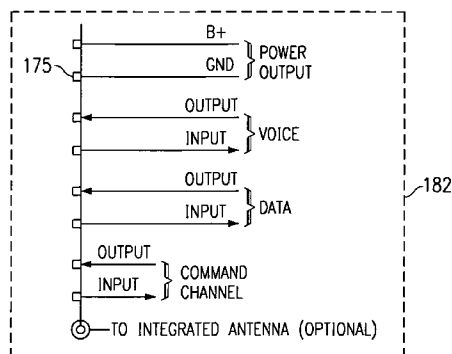 B+
POWER
175
GND
OUTPUT
OUTPUT
VOICE
INPUT
OUTPUT
182
DATA
INPUT
OUTPUT
COMMAND
INPUT
CHANNEL
TO INTEGRATED ANTENNA (OPTIONAL)